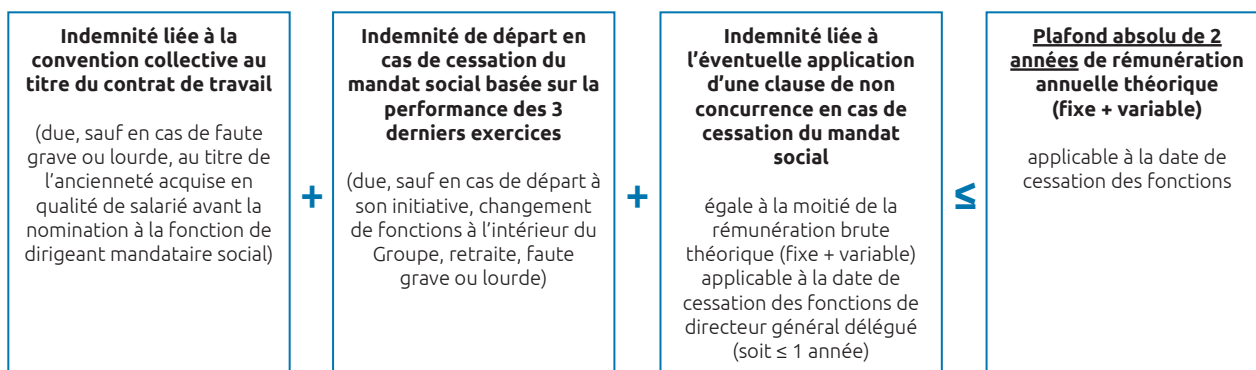 Indemnité liée à la
convention collective au
titre du contrat de travail
(due, sauf en cas de faute
grave ou lourde, au titre de
l’ancienneté acquise en
qualité de salarié avant la
nomination à la fonction de
dirigeant mandataire social)
+
Indemnité de départ en
cas de cessation du
mandat social basée sur la
performance des 3
derniers exercices
(due, sauf en cas de départ à
son initiative, changement
de fonctions à l’intérieur du
Groupe, retraite, faute
grave ou lourde)
+
Indemnité liée à
l’éventuelle application
d’une clause de non
concurrence en cas de
cessation du mandat
social
égale à la moitié de la
rémunération brute
théorique (fixe + variable)
applicable à la date de
cessation des fonctions de
directeur général délégué
(soit ≤ 1 année)
≤
Plafond absolu de 2
années de rémunération
annuelle théorique
(fixe + variable)
applicable à la date de
cessation des fonctions